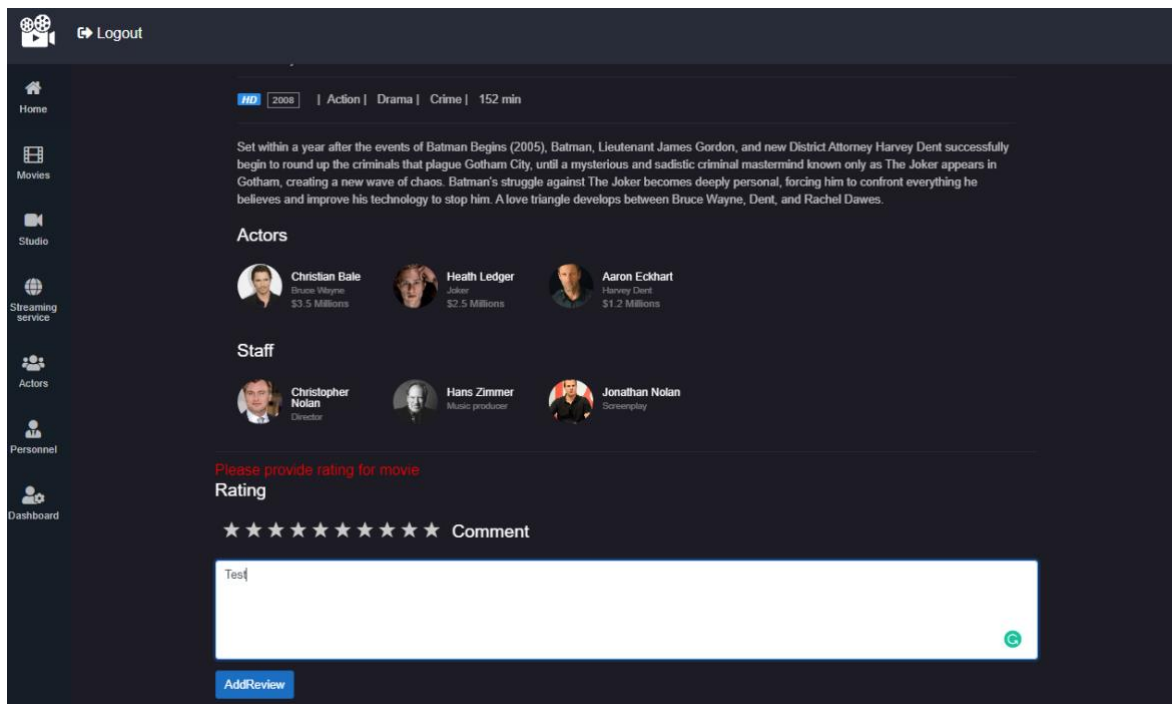 Logout
Home
Movies
Studio
Streaming
service
Actors
Personnel
Dashboard
HD 2008 | Action | Drama | Crime | 152 min
Set within a year after the events of Batman Begins (2005), Batman, Lieutenant James Gordon, and new District Attorney Harvey Dent successfully
begin to round up the criminals that plague Gotham City, until a mysterious and sadistic criminal mastermind known only as The Joker appears in
Gotham, creating a new wave of chaos. Batman's struggle against The Joker becomes deeply personal, forcing him to confront everything he
believes and improve his technology to stop him. A love triangle develops between Bruce Wayne, Dent, and Rachel Dawes.
Actors
Christian Bale
Bruce Wayne
$3.5 Millions
Heath Ledger
Joker
$2.5 Millions
Aaron Eckhart
Harvey Dent
$1.2 Millions
Staff
Christopher
Nolan
Director
Hans Zimmer
Music producer
Jonathan Nolan
Screenplay
Please provide rating for movie
Rating
Comment
Test
AddReview